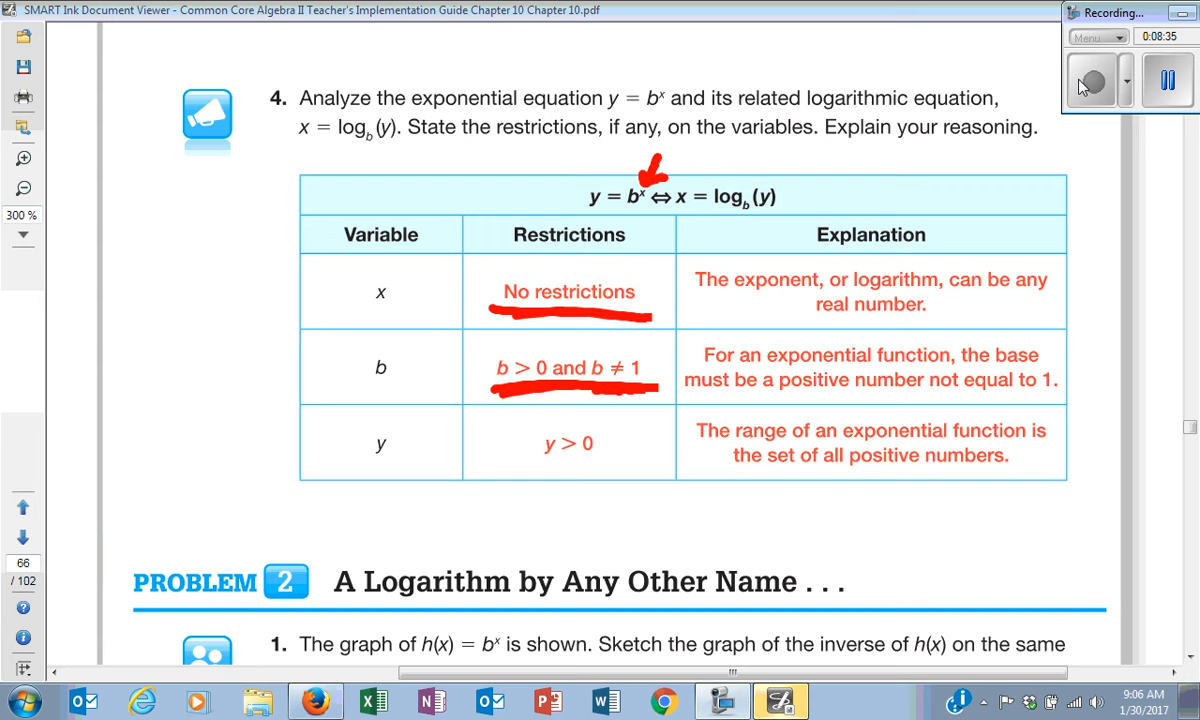 SMART Ink Document Viewer - Common Core Algebra II Teacher's Implementation Guide Chapter 10 Chapter 10.pdf
Recording...
Menu
0:08:35
300 %
4. Analyze the exponential equation y = bˣ and its related logarithmic equation,
x = log_b (y). State the restrictions, if any, on the variables. Explain your reasoning.
y = bˣ ⇔ x = log_b (y)
Variable Restrictions Explanation
x No restrictions The exponent, or logarithm, can be any
real number.
b b > 0 and b ≠ 1 For an exponential function, the base
must be a positive number not equal to 1.
y y > 0 The range of an exponential function is
the set of all positive numbers.
66
/ 102
PROBLEM 2 A Logarithm by Any Other Name . . .
1. The graph of h(x) = bˣ is shown. Sketch the graph of the inverse of h(x) on the same
9:06 AM
1/30/2017